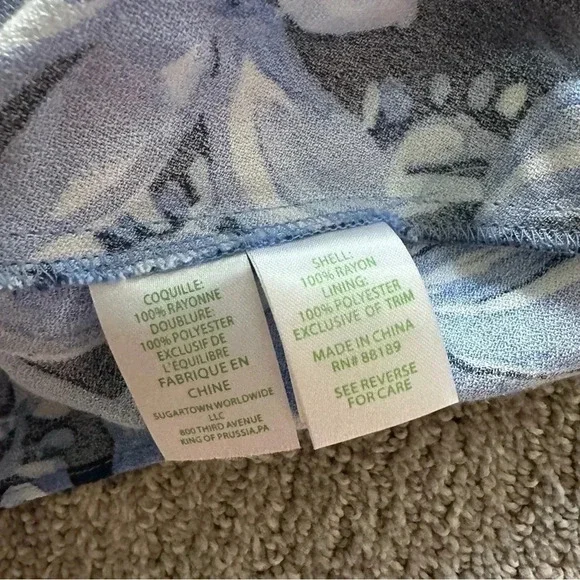 COQUILLE:
100% RAYONNE
DOUBLURE:
100% POLYESTER
EXCLUSIF DE
L'ÉQUILIBRE
FABRIQUE EN
CHINE
SUGARTOWN WORLDWIDE
LLC
800 THIRD AVENUE
KING OF PRUSSIA,PA
SHELL:
100% RAYON
LINING:
100% POLYESTER
EXCLUSIVE OF TRIM
MADE IN CHINA
RN# 88189
SEE REVERSE
FOR CARE